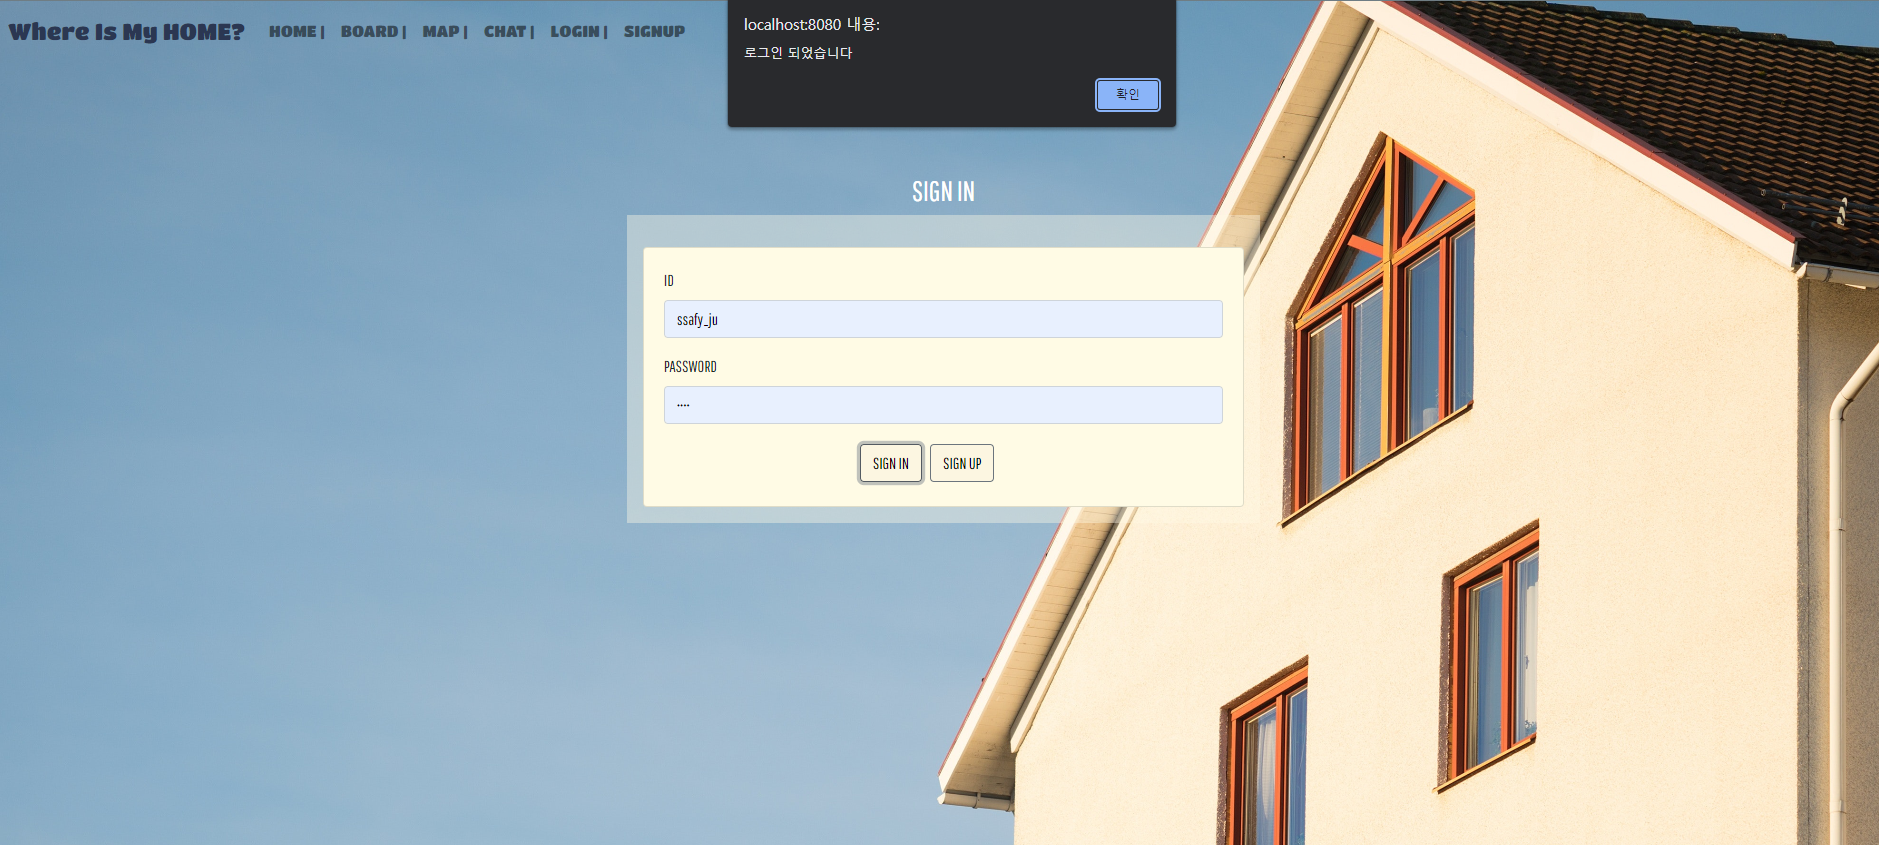 Where Is My HOME? HOME | BOARD | MAP | CHAT | LOGIN | SIGNUP
localhost:8080 내용:
로그인 되었습니다
확인
SIGN IN
ID
ssafy_ju
PASSWORD
····
SIGN IN SIGN UP